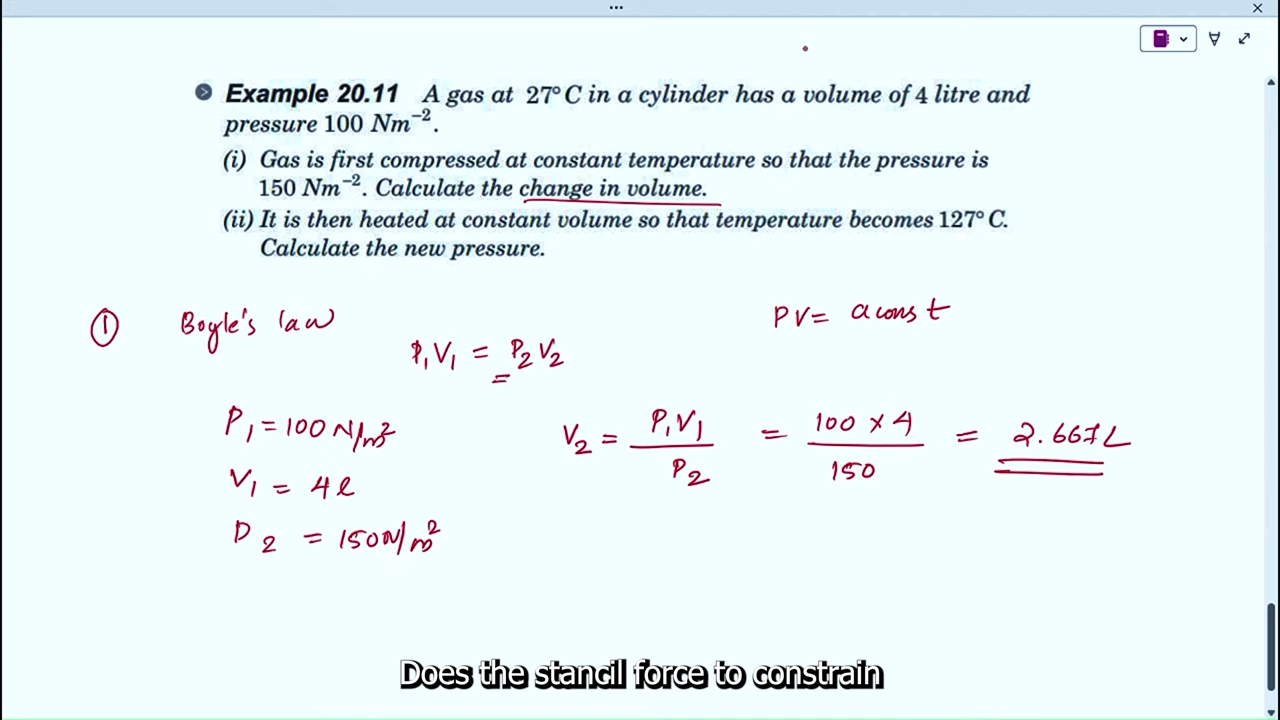 Example 20.11 A gas at 27°C in a cylinder has a volume of 4 litre and
pressure 100 Nm⁻².
(i) Gas is first compressed at constant temperature so that the pressure is
150 Nm⁻². Calculate the change in volume.
(ii) It is then heated at constant volume so that temperature becomes 127°C.
Calculate the new pressure.
① Boyle's law
PV = a const
P₁V₁ = P₂V₂
P₁ = 100 N/m²
V₂ = P₁V₁ / P₂ = 100 × 4 / 150 = 2.667L
V₁ = 4 l
P₂ = 150 N/m²
Does the stancil force to constrain